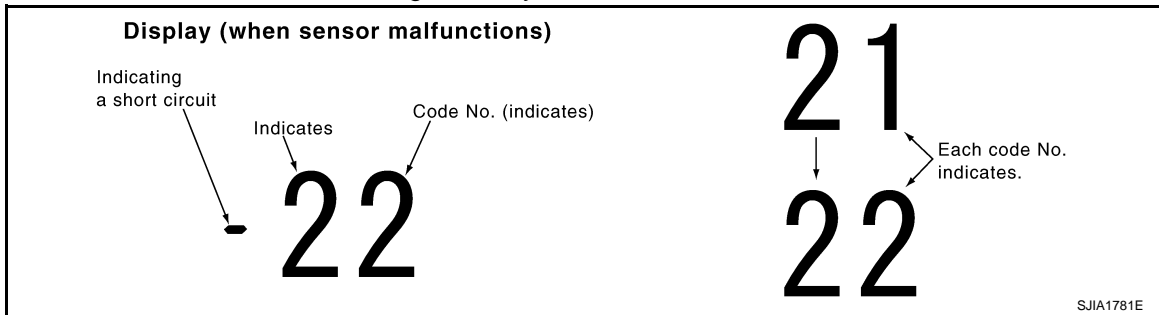 Display (when sensor malfunctions)
Indicating
a short circuit
Indicates
Code No. (indicates)
- 22
21
Each code No.
indicates.
22
SJIA1781E